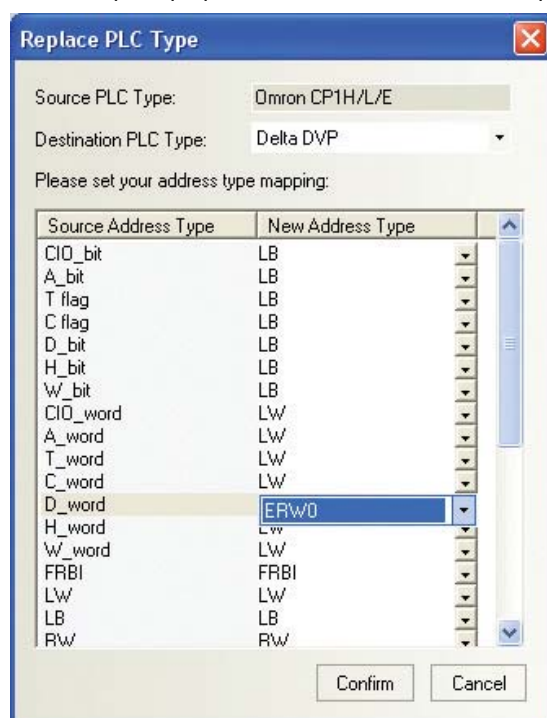 Replace PLC Type
Source PLC Type: Omron CP1H/L/E
Destination PLC Type: Delta DVP
Please set your address type mapping:
Source Address Type New Address Type
CIO_bit LB
A_bit LB
T flag LB
C flag LB
D_bit LB
H_bit LB
W_bit LB
CIO_word LW
A_word LW
T_word LW
C_word LW
D_word ERW0
H_word LW
W_word LW
FRBI FRBI
LW LW
LB LB
RW RW
Confirm Cancel